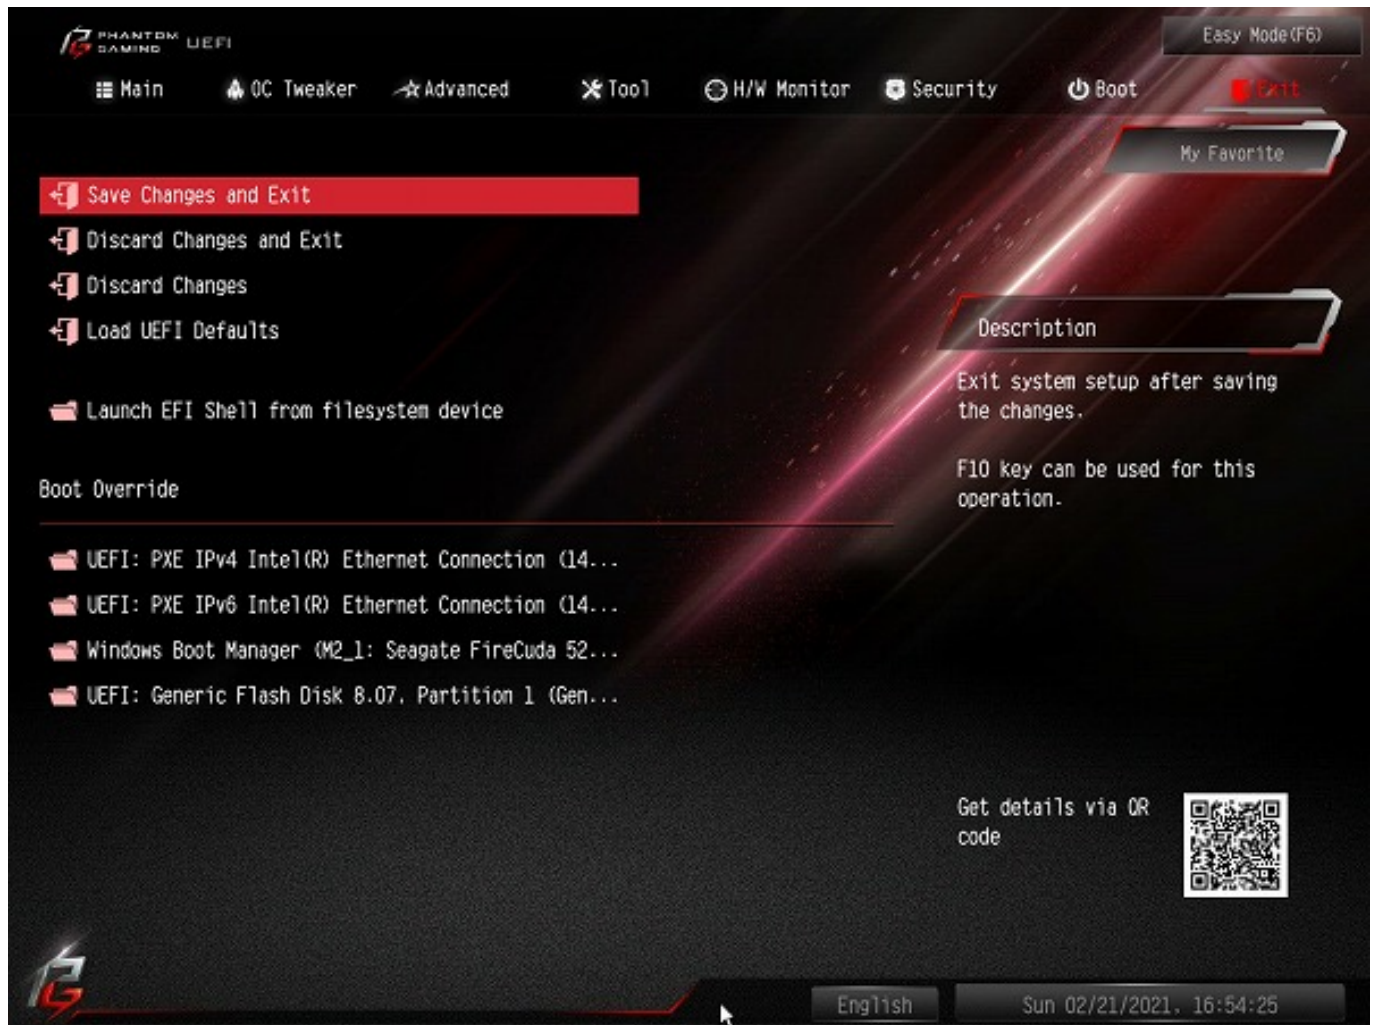 PHANTOM
GAMING UEFI
Easy Mode(F6)
Main OC Tweaker Advanced Tool H/W Monitor Security Boot Exit
My Favorite
Save Changes and Exit
Discard Changes and Exit
Discard Changes
Load UEFI Defaults
Description
Exit system setup after saving
the changes.
F10 key can be used for this
operation.
Launch EFI Shell from filesystem device
Boot Override
UEFI: PXE IPv4 Intel(R) Ethernet Connection (14...
UEFI: PXE IPv6 Intel(R) Ethernet Connection (14...
Windows Boot Manager (M2_1: Seagate FireCuda 52...
UEFI: Generic Flash Disk 8.07, Partition 1 (Gen...
Get details via QR
code
English
Sun 02/21/2021, 16:54:25